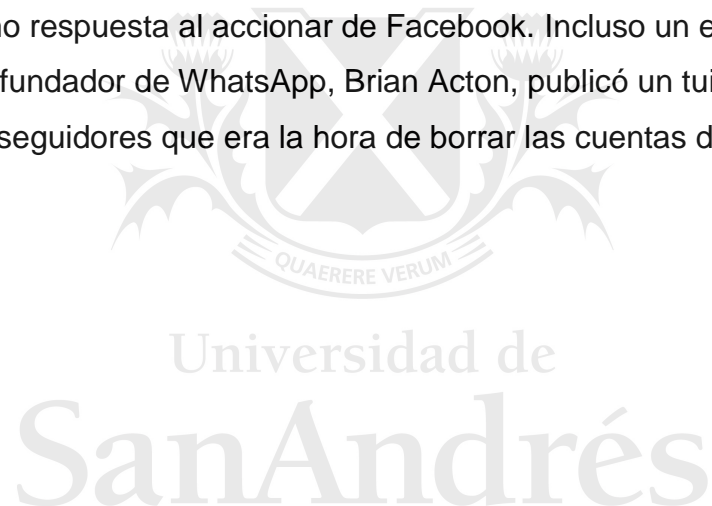 no respuesta al accionar de Facebook. Incluso un e
fundador de WhatsApp, Brian Acton, publicó un tui
seguidores que era la hora de borrar las cuentas d
QUAERERE VERUM
Universidad de
SanAndrés